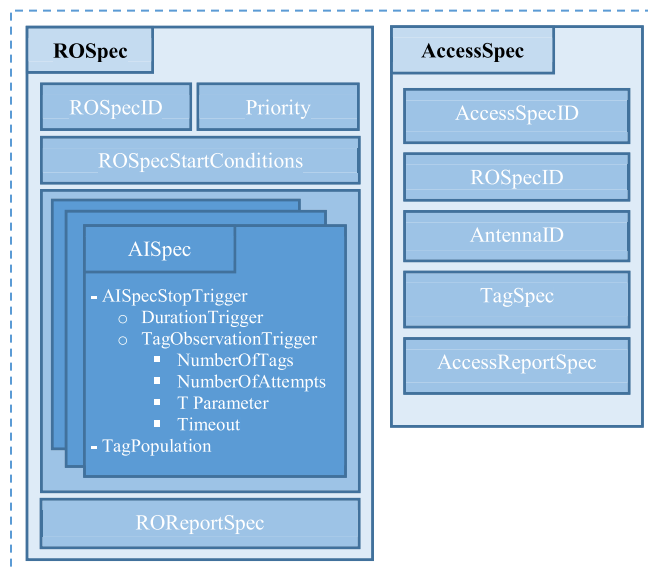 ROSpec
ROSpecID
Priority
ROSpecStartConditions
AISpec
- AISpecStopTrigger
o DurationTrigger
o TagObservationTrigger
▪ NumberOfTags
▪ NumberOfAttempts
▪ T Parameter
▪ Timeout
- TagPopulation
ROReportSpec
AccessSpec
AccessSpecID
ROSpecID
AntennaID
TagSpec
AccessReportSpec